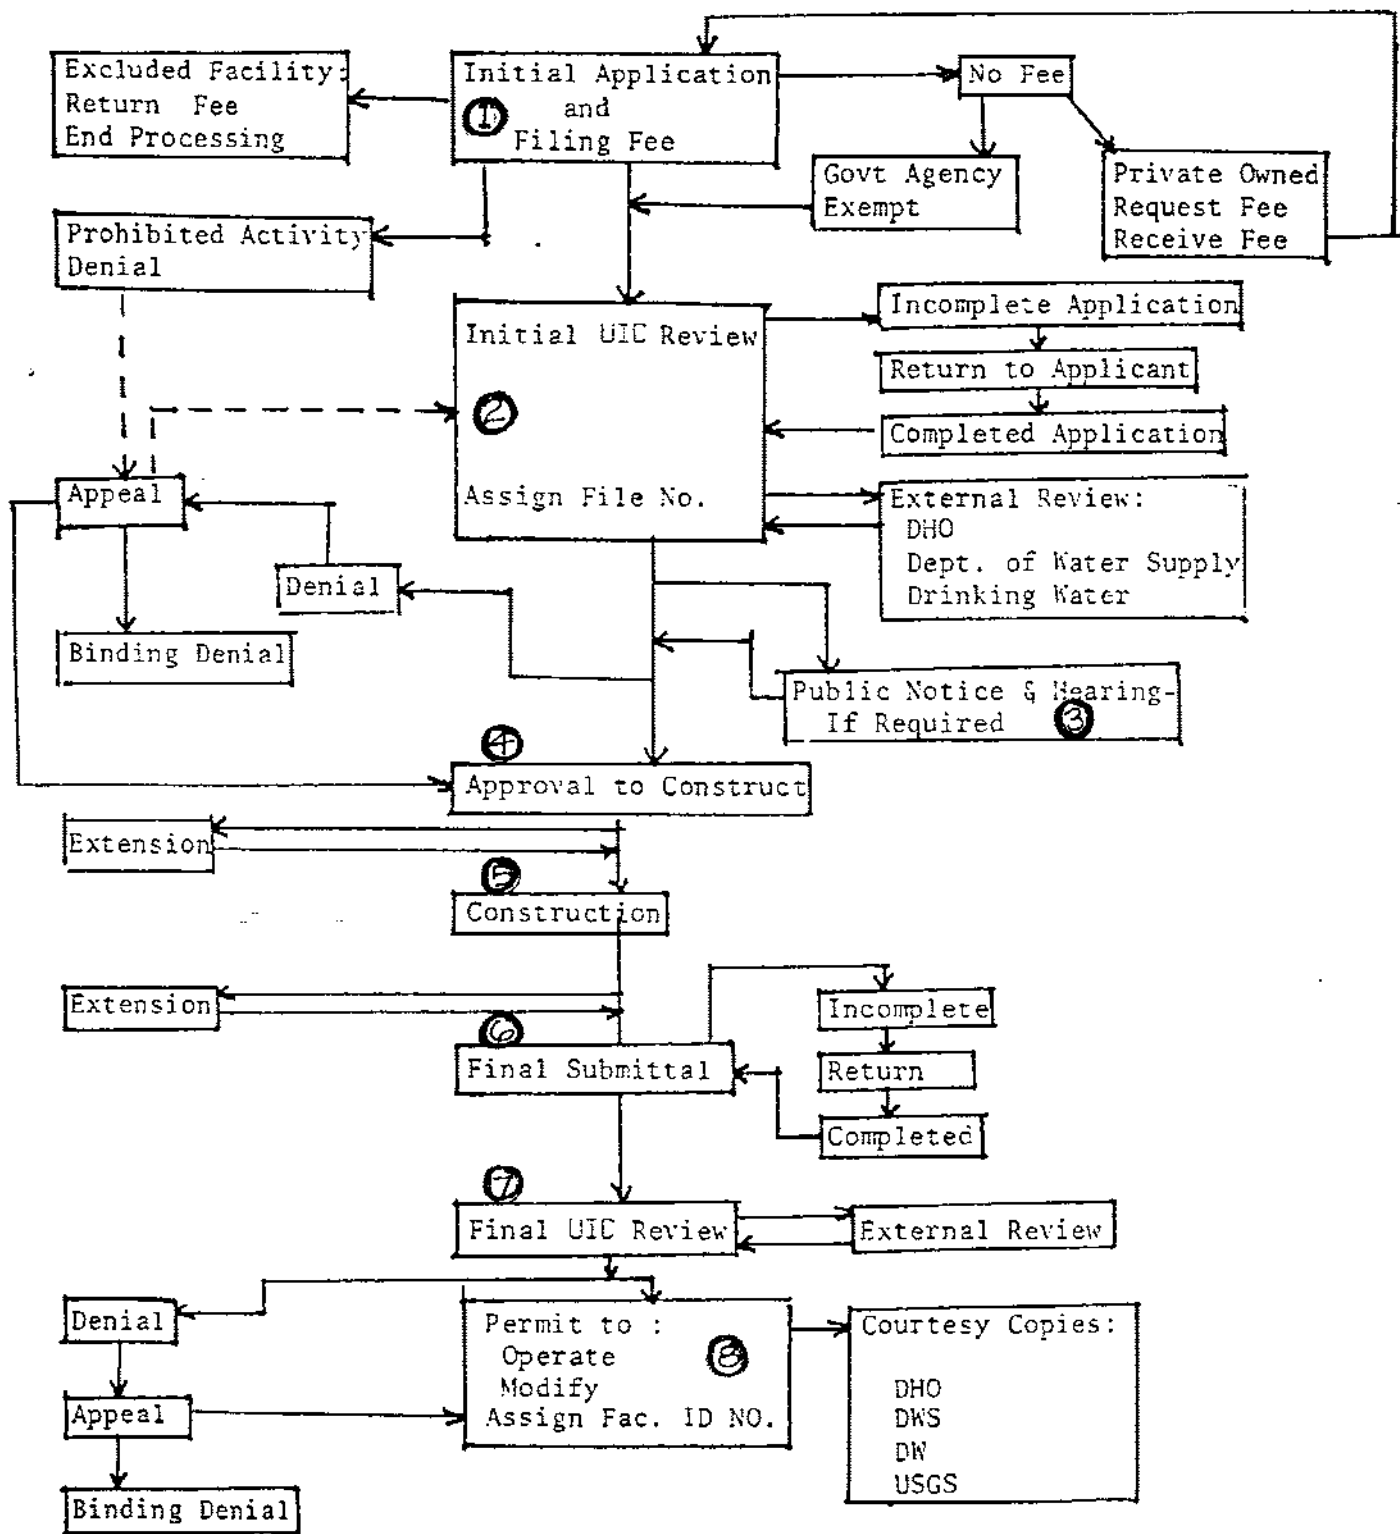 Excluded Facility:
Return Fee
End Processing
Initial Application
and
①
Filing Fee
No Fee
Govt Agency
Exempt
Private Owned
Request Fee
Receive Fee
Prohibited Activity
Denial
Initial UIC Review
②
Assign File No.
Incomplete Application
Return to Applicant
Completed Application
External Review:
DHO
Dept. of Water Supply
Drinking Water
Appeal
Denial
Binding Denial
Public Notice & Hearing-
If Required ③
④
Approval to Construct
Extension
⑤
Construction
Extension
⑥
Final Submittal
Incomplete
Return
Completed
⑦
Final UIC Review
External Review
Denial
Appeal
Binding Denial
Permit to :
Operate ⑧
Modify
Assign Fac. ID NO.
Courtesy Copies:
DHO
DWS
DW
USGS